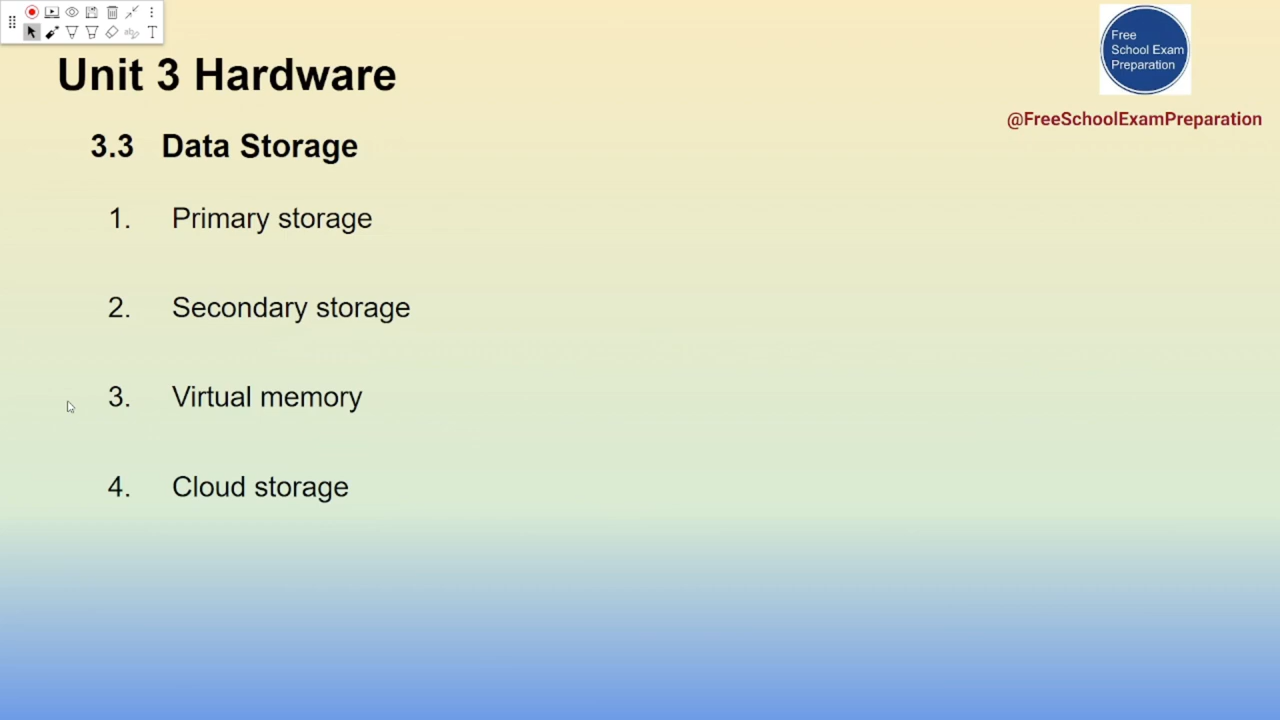 Unit 3 Hardware
Free
School Exam
Preparation
@FreeSchoolExamPreparation
3.3 Data Storage
1. Primary storage
2. Secondary storage
3. Virtual memory
4. Cloud storage